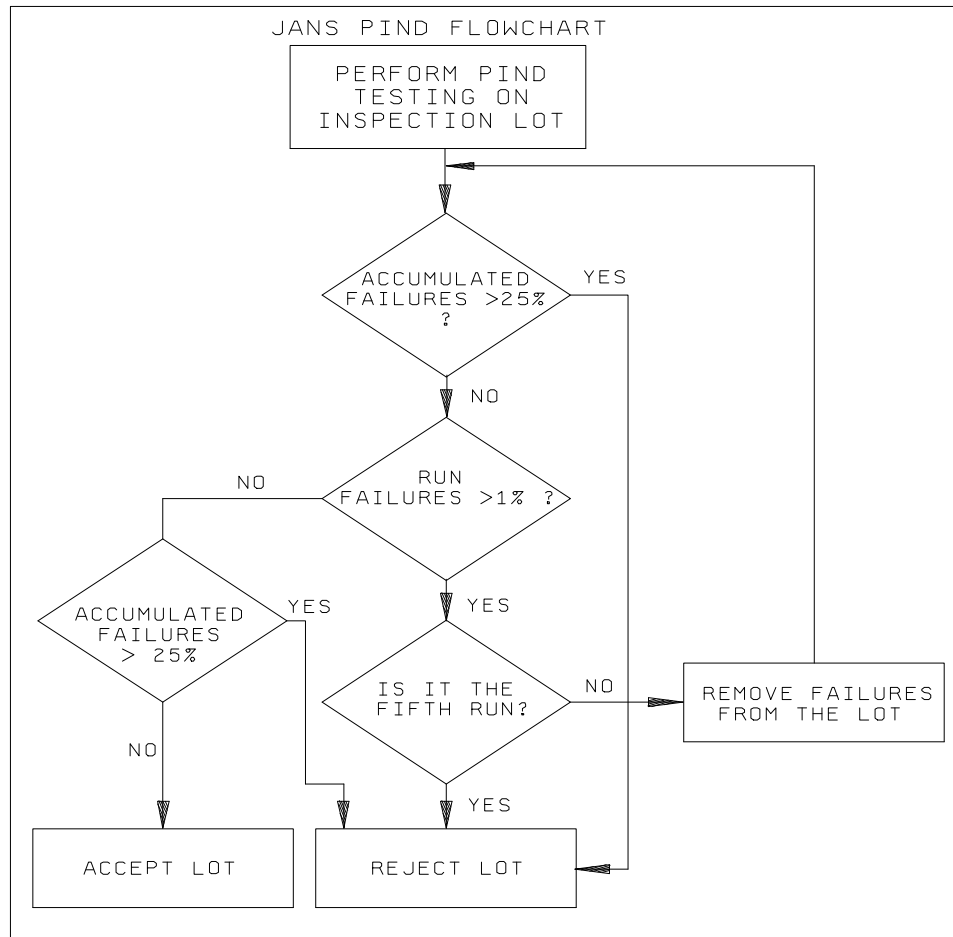 JANS PIND FLOWCHART
PERFORM PIND
TESTING ON
INSPECTION LOT
ACCUMULATED
FAILURES >25%
?
YES
NO
RUN
FAILURES >1% ?
NO
YES
ACCUMULATED
FAILURES
> 25%
YES
NO
IS IT THE
FIFTH RUN?
NO
REMOVE FAILURES
FROM THE LOT
YES
ACCEPT LOT
REJECT LOT